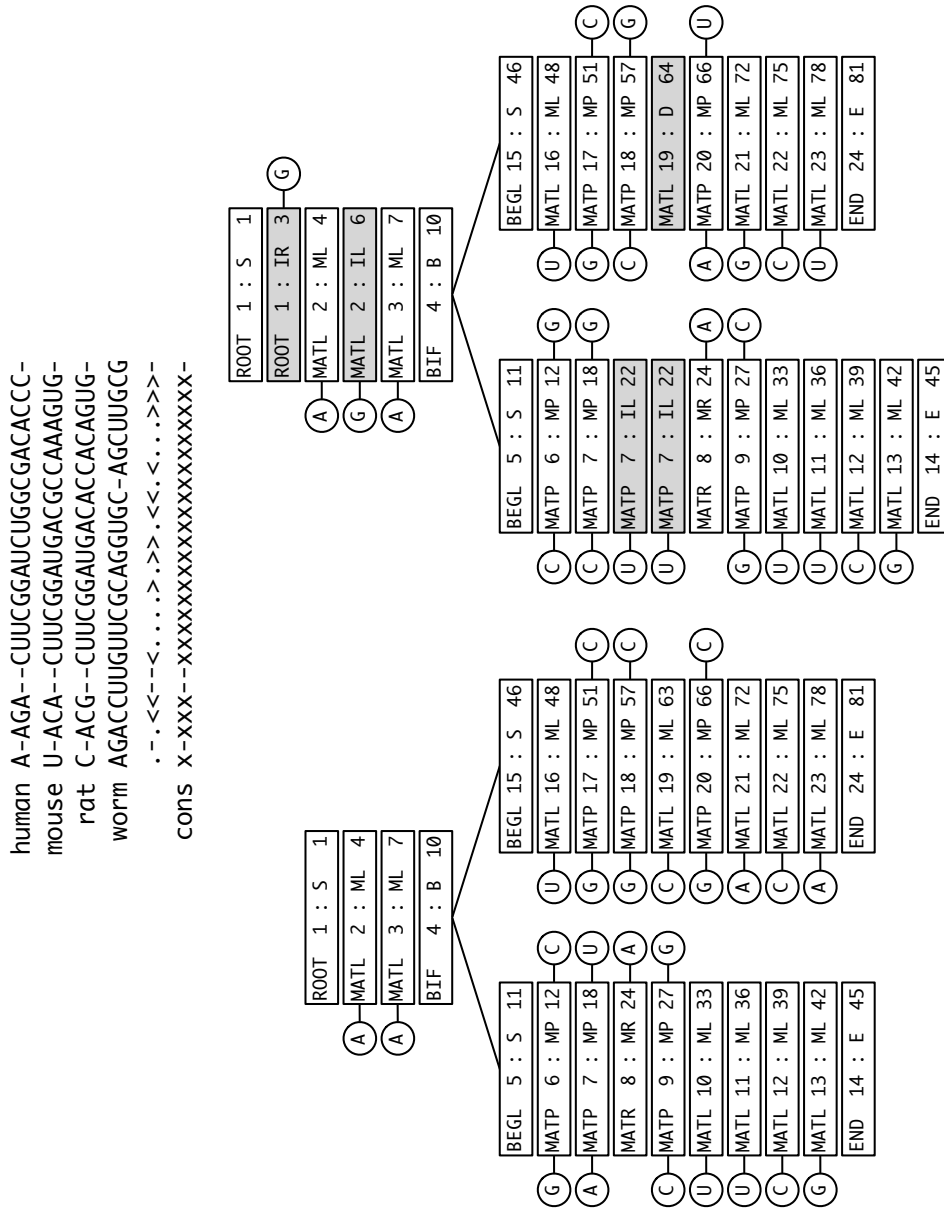 human A-AGA--CUUCGGAUCUGGCGACACCC-
mouse U-ACA--CUUCGGAUGACGCCAAAGUG-
rat C-ACG--CUUCGGAUGACACCACAGUG-
worm AGACCUUGUUCGCAGGUGC-AGCUUGCG
.-.<<--<....>.>>.<<.<...>>>-
cons x-xxx--xxxxxxxxxxxxxxxxxxxx-
ROOT 1 : S 1
A MATL 2 : ML 4
A MATL 3 : ML 7
BIF 4 : B 10
BEGL 5 : S 11
G MATP 6 : MP 12 C
A MATP 7 : MP 18 U
MATR 8 : MR 24 A
C MATP 9 : MP 27 G
U MATL 10 : ML 33
U MATL 11 : ML 36
C MATL 12 : ML 39
G MATL 13 : ML 42
END 14 : E 45
BEGL 15 : S 46
U MATL 16 : ML 48
G MATP 17 : MP 51 C
G MATP 18 : MP 57 C
C MATL 19 : ML 63
G MATP 20 : MP 66 C
A MATL 21 : ML 72
C MATL 22 : ML 75
A MATL 23 : ML 78
END 24 : E 81
ROOT 1 : S 1
ROOT 1 : IR 3 G
A MATL 2 : ML 4
G MATL 2 : IL 6
A MATL 3 : ML 7
BIF 4 : B 10
BEGL 5 : S 11
C MATP 6 : MP 12 G
C MATP 7 : MP 18 G
U MATP 7 : IL 22
U MATP 7 : IL 22
MATR 8 : MR 24 A
G MATP 9 : MP 27 C
U MATL 10 : ML 33
U MATL 11 : ML 36
C MATL 12 : ML 39
G MATL 13 : ML 42
END 14 : E 45
BEGL 15 : S 46
U MATL 16 : ML 48
G MATP 17 : MP 51 C
C MATP 18 : MP 57 G
MATL 19 : D 64
A MATP 20 : MP 66 U
G MATL 21 : ML 72
C MATL 22 : ML 75
U MATL 23 : ML 78
END 24 : E 81